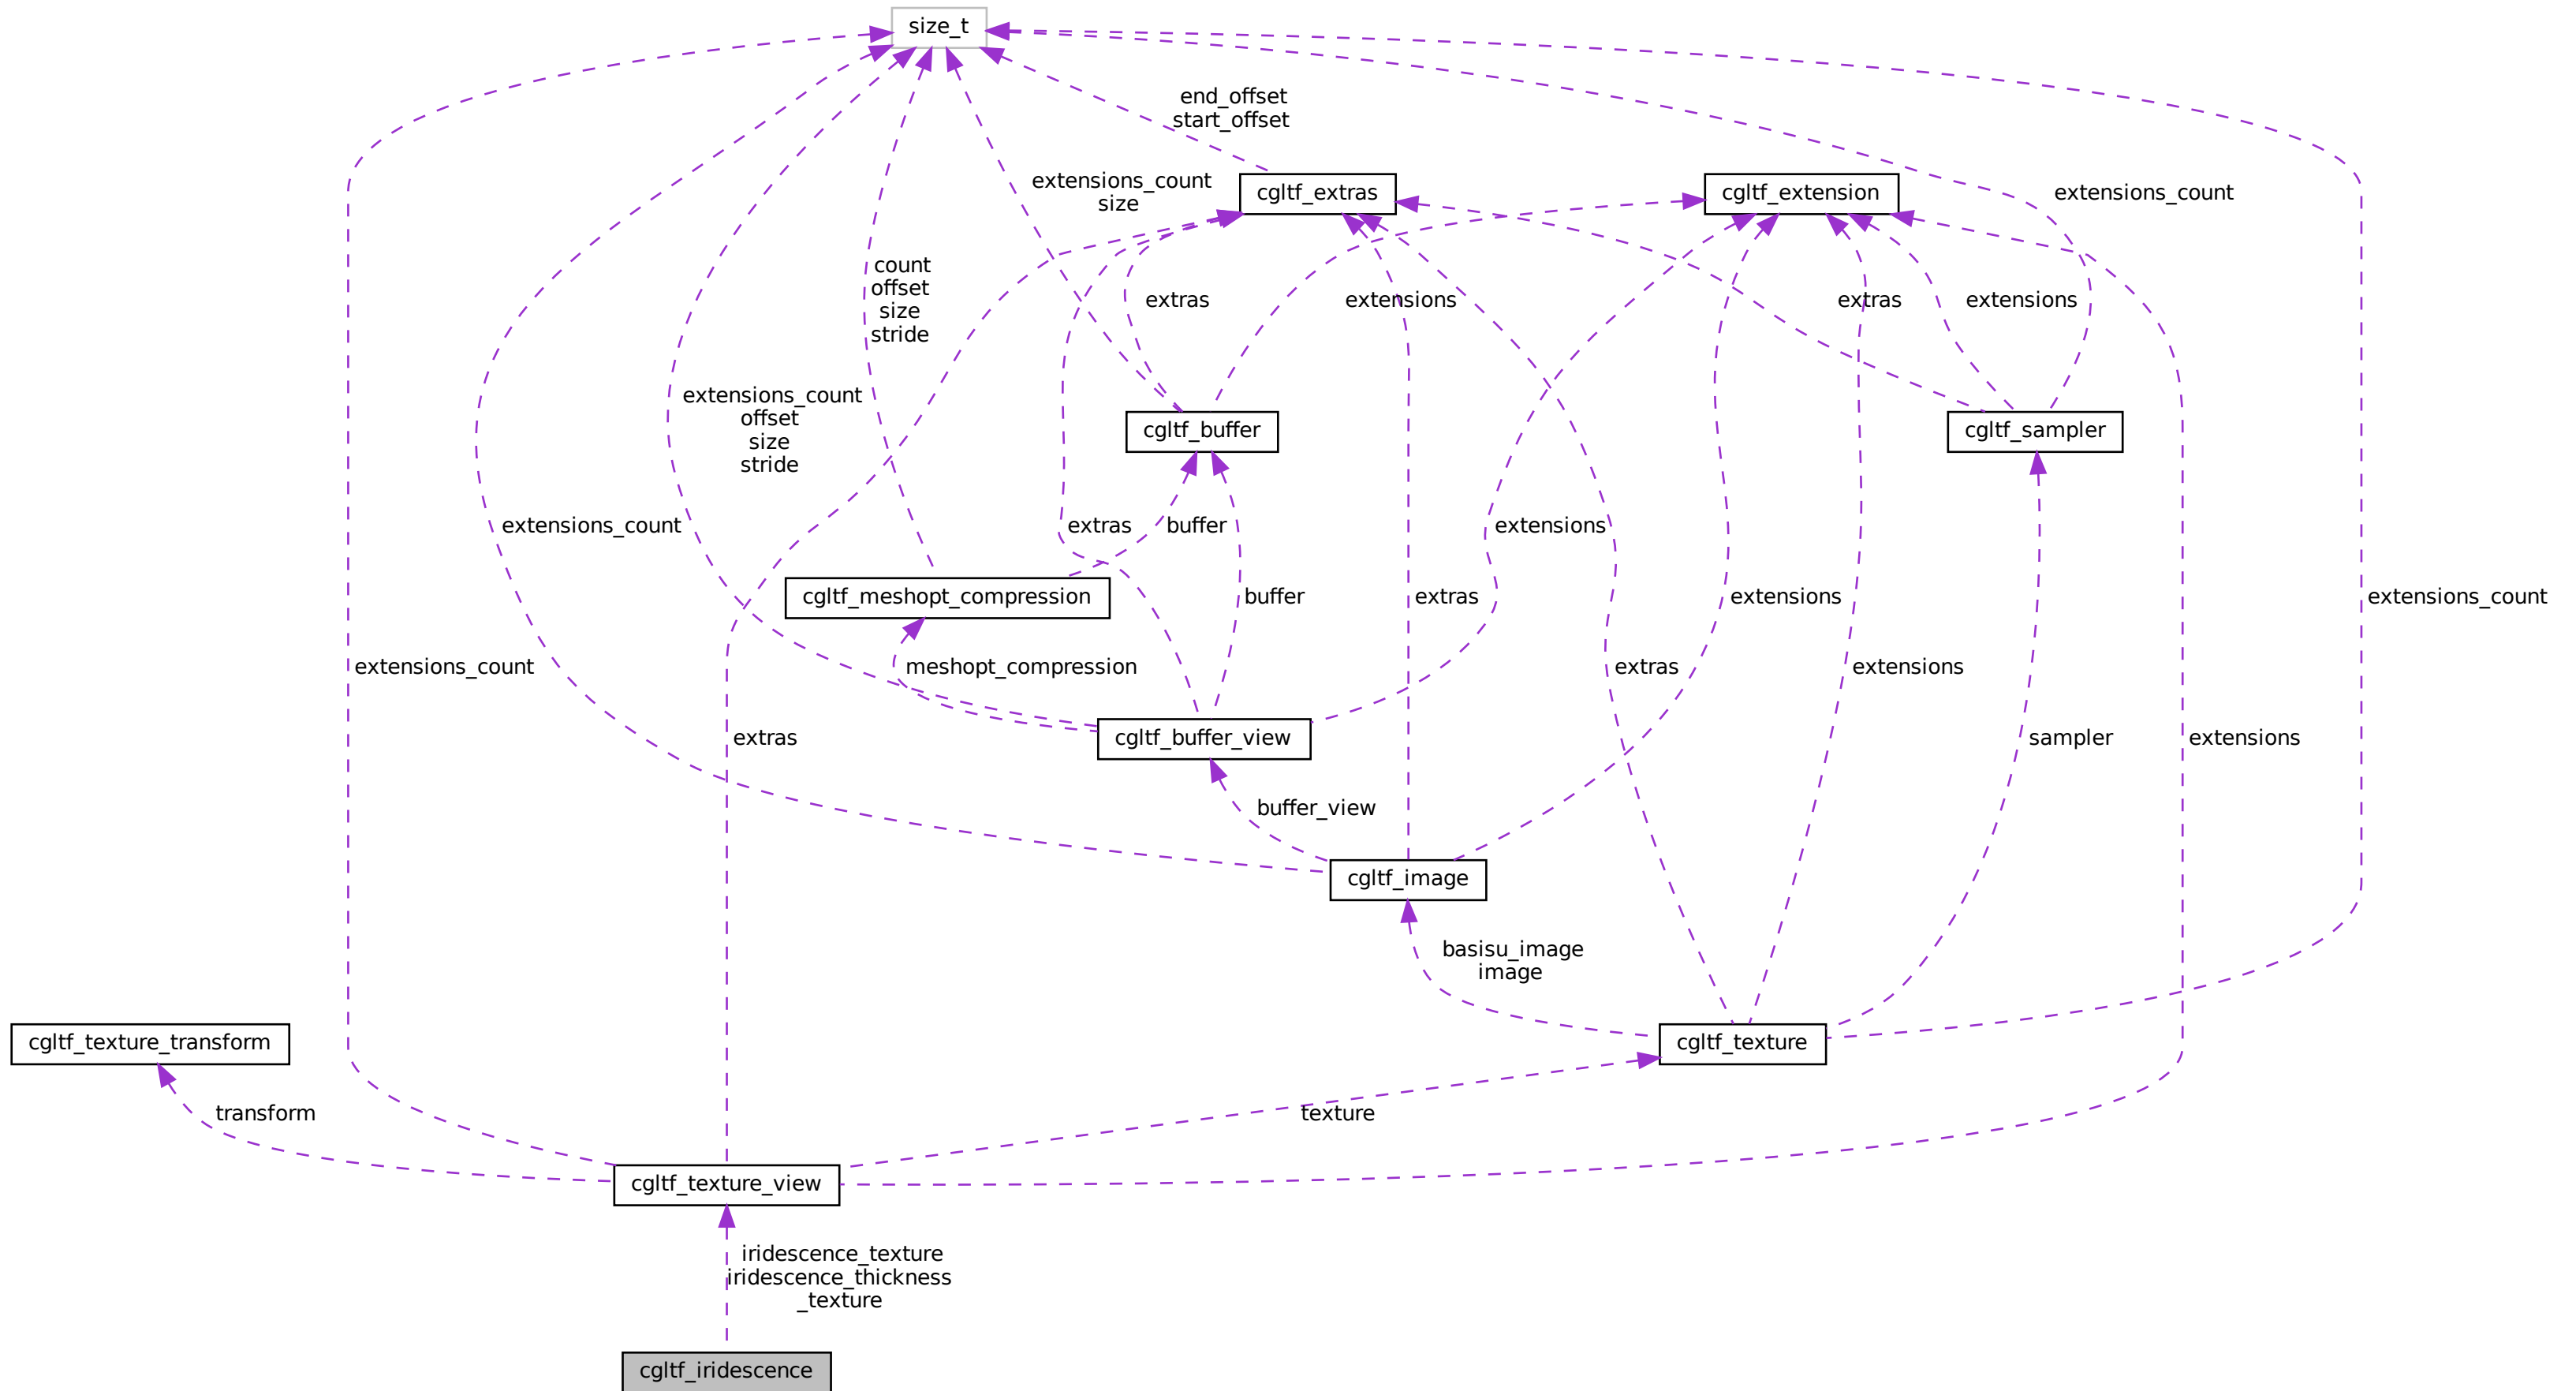 size_t
end_offset
start_offset
extensions_count
size
cgltf_extras
cgltf_extension
extensions_count
count
offset
size
stride
extras
extensions
extras
extensions
extensions_count
offset
size
stride
cgltf_buffer
cgltf_sampler
extensions_count
extras
buffer
extensions
cgltf_meshopt_compression
buffer
extras
extensions
extensions_count
extensions_count
meshopt_compression
extras
extensions
extras
cgltf_buffer_view
sampler
extensions
buffer_view
cgltf_image
basisu_image
image
cgltf_texture_transform
cgltf_texture
transform
texture
cgltf_texture_view
iridescence_texture
iridescence_thickness
_texture
cgltf_iridescence